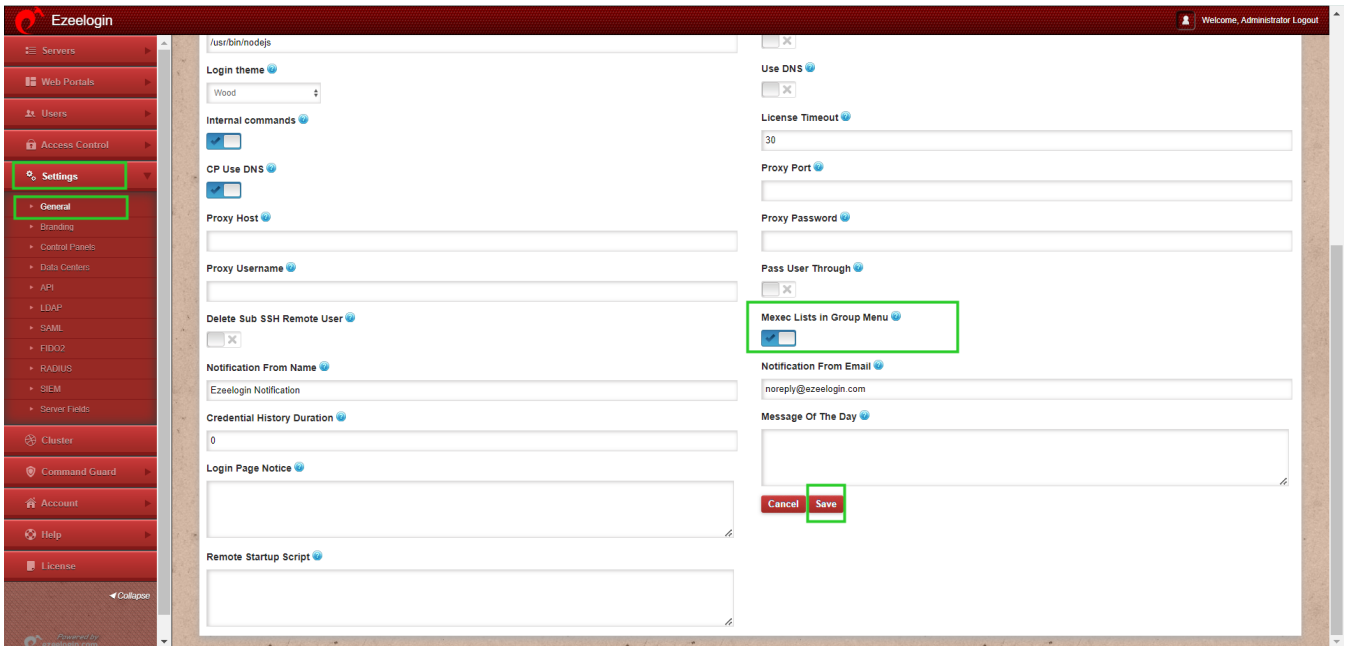 Ezeelogin
Welcome, Administrator Logout
Servers
Web Portals
Users
Access Control
Settings
General
Branding
Control Panels
Data Centers
API
LDAP
SAML
FIDO2
RADIUS
SIEM
Server Fields
Cluster
Command Guard
Account
Help
License
Collapse
Powered by
/usr/bin/nodejs
Login theme
Wood
Internal commands
CP Use DNS
Proxy Host
Proxy Username
Delete Sub SSH Remote User
Notification From Name
Ezeelogin Notification
Credential History Duration
0
Login Page Notice
Remote Startup Script
Use DNS
License Timeout
30
Proxy Port
Proxy Password
Pass User Through
Mexec Lists in Group Menu
Notification From Email
noreply@ezeelogin.com
Message Of The Day
Cancel Save